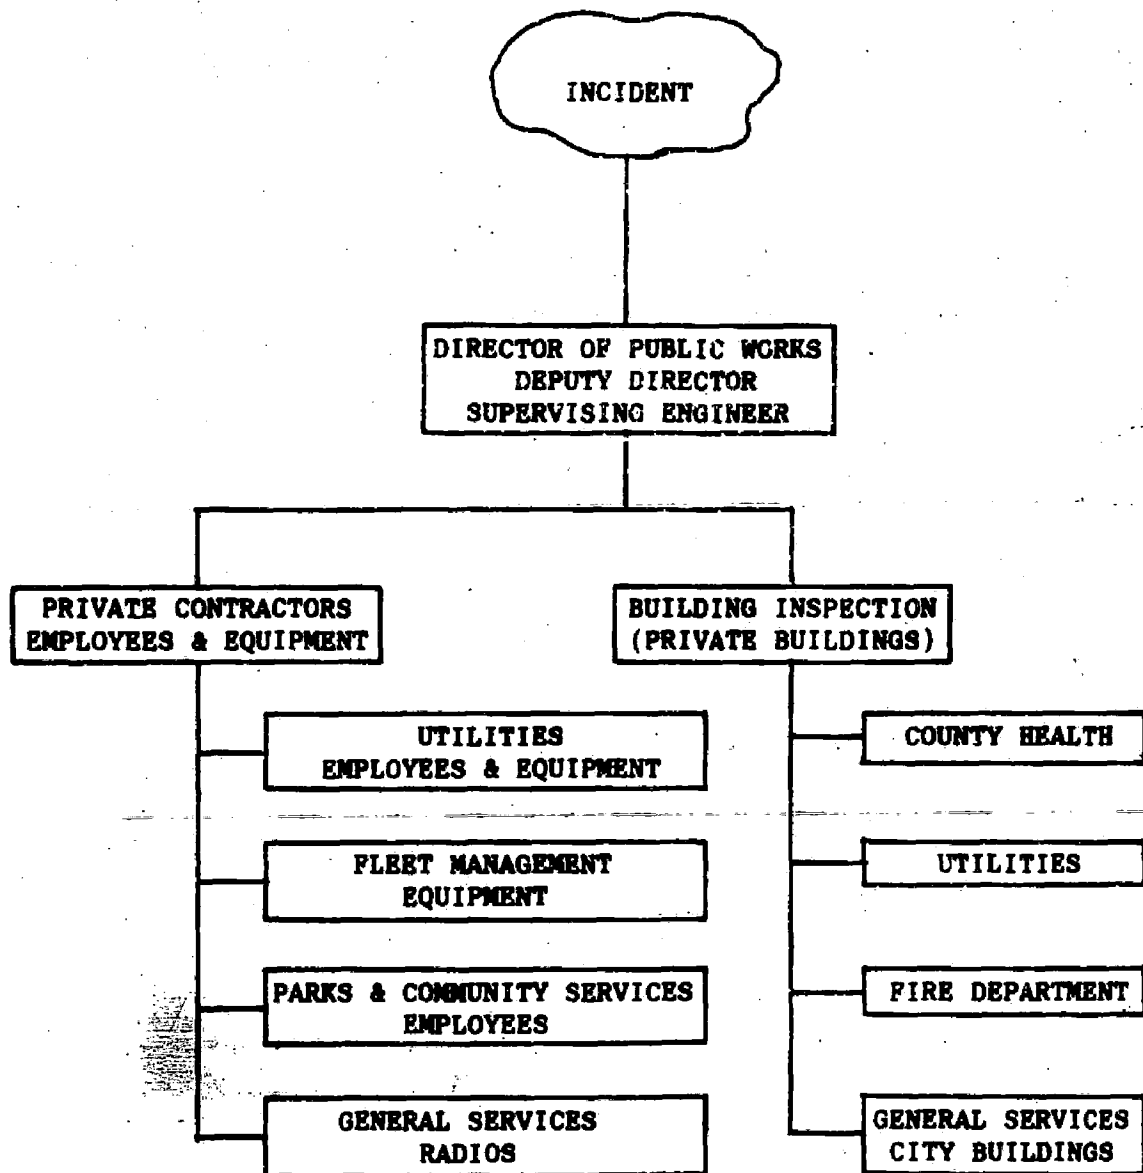 INCIDENT
DIRECTOR OF PUBLIC WORKS
DEPUTY DIRECTOR
SUPERVISING ENGINEER
PRIVATE CONTRACTORS
EMPLOYEES & EQUIPMENT
BUILDING INSPECTION
(PRIVATE BUILDINGS)
UTILITIES
EMPLOYEES & EQUIPMENT
COUNTY HEALTH
FLEET MANAGEMENT
EQUIPMENT
UTILITIES
PARKS & COMMUNITY SERVICES
EMPLOYEES
FIRE DEPARTMENT
GENERAL SERVICES
RADIOS
GENERAL SERVICES
CITY BUILDINGS